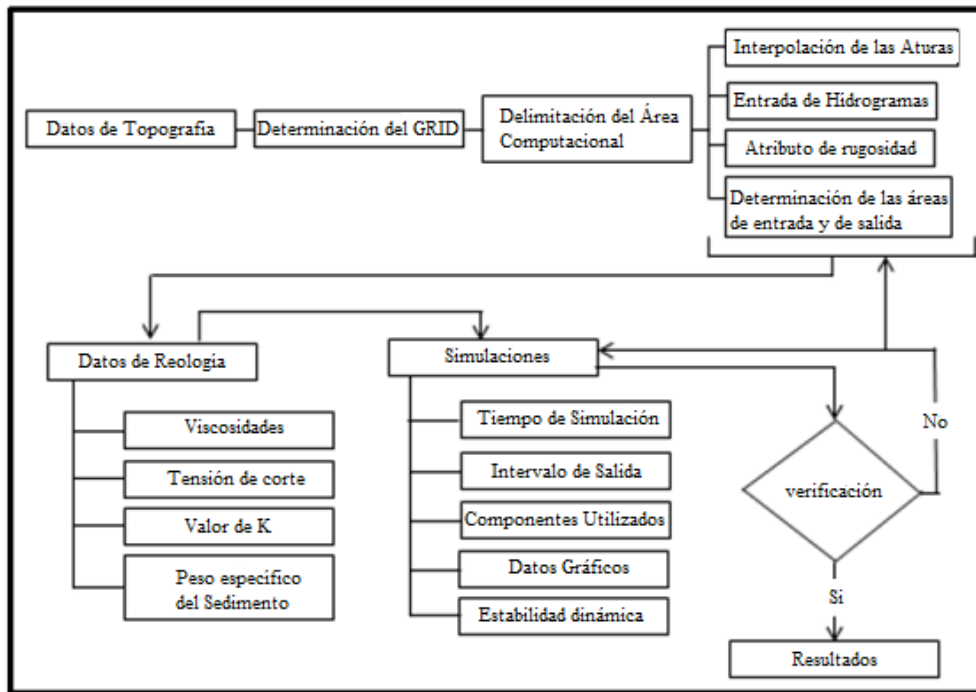 Datos de Topografia
Determinación del GRID
Delimitación del Área
Computacional
Interpolación de las Aturas
Entrada de Hidrogramas
Atributo de rugosidad
Determinación de las áreas
de entrada y de salida
Datos de Reologia
Viscosidades
Tensión de corte
Valor de K
Peso específico
del Sedimento
Simulaciones
Tiempo de Simulación
Intervalo de Salida
Componentes Utilizados
Datos Gráficos
Estabilidad dinámica
verificación
No
Si
Resultados